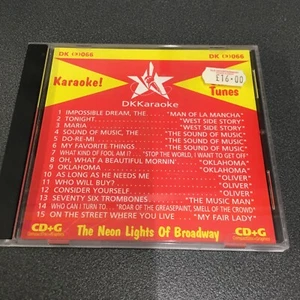 DK (3)066 DK (3)066
£16.00
Karaoke! Tunes
DKKaraoke
1 IMPOSSIBLE DREAM, THE... "MAN OF LA MANCHA"
2 TONIGHT... "WEST SIDE STORY"
3 MARIA... "WEST SIDE STORY"
4 SOUND OF MUSIC, THE... "THE SOUND OF MUSIC"
5 DO-RE-MI... "THE SOUND OF MUSIC"
6 MY FAVORITE THINGS... "THE SOUND OF MUSIC"
7 WHAT KIND OF FOOL AM I? "STOP THE WORLD, I WANT TO GET OFF"
8 OH, WHAT A BEAUTIFUL MORNIN'... "OKLAHOMA"
9 OKLAHOMA... "OKLAHOMA"
10 AS LONG AS HE NEEDS ME... "OLIVER"
11 WHO WILL BUY?... "OLIVER"
12 CONSIDER YOURSELF... "OLIVER"
13 SEVENTY SIX TROMBONES... "THE MUSIC MAN"
14 WHO CAN I TURN TO... "ROAR OF THE GREASEPAINT, SMELL OF THE CROWD"
15 ON THE STREET WHERE YOU LIVE... "MY FAIR LADY"
CD+G The Neon Lights Of Broadway CD+G